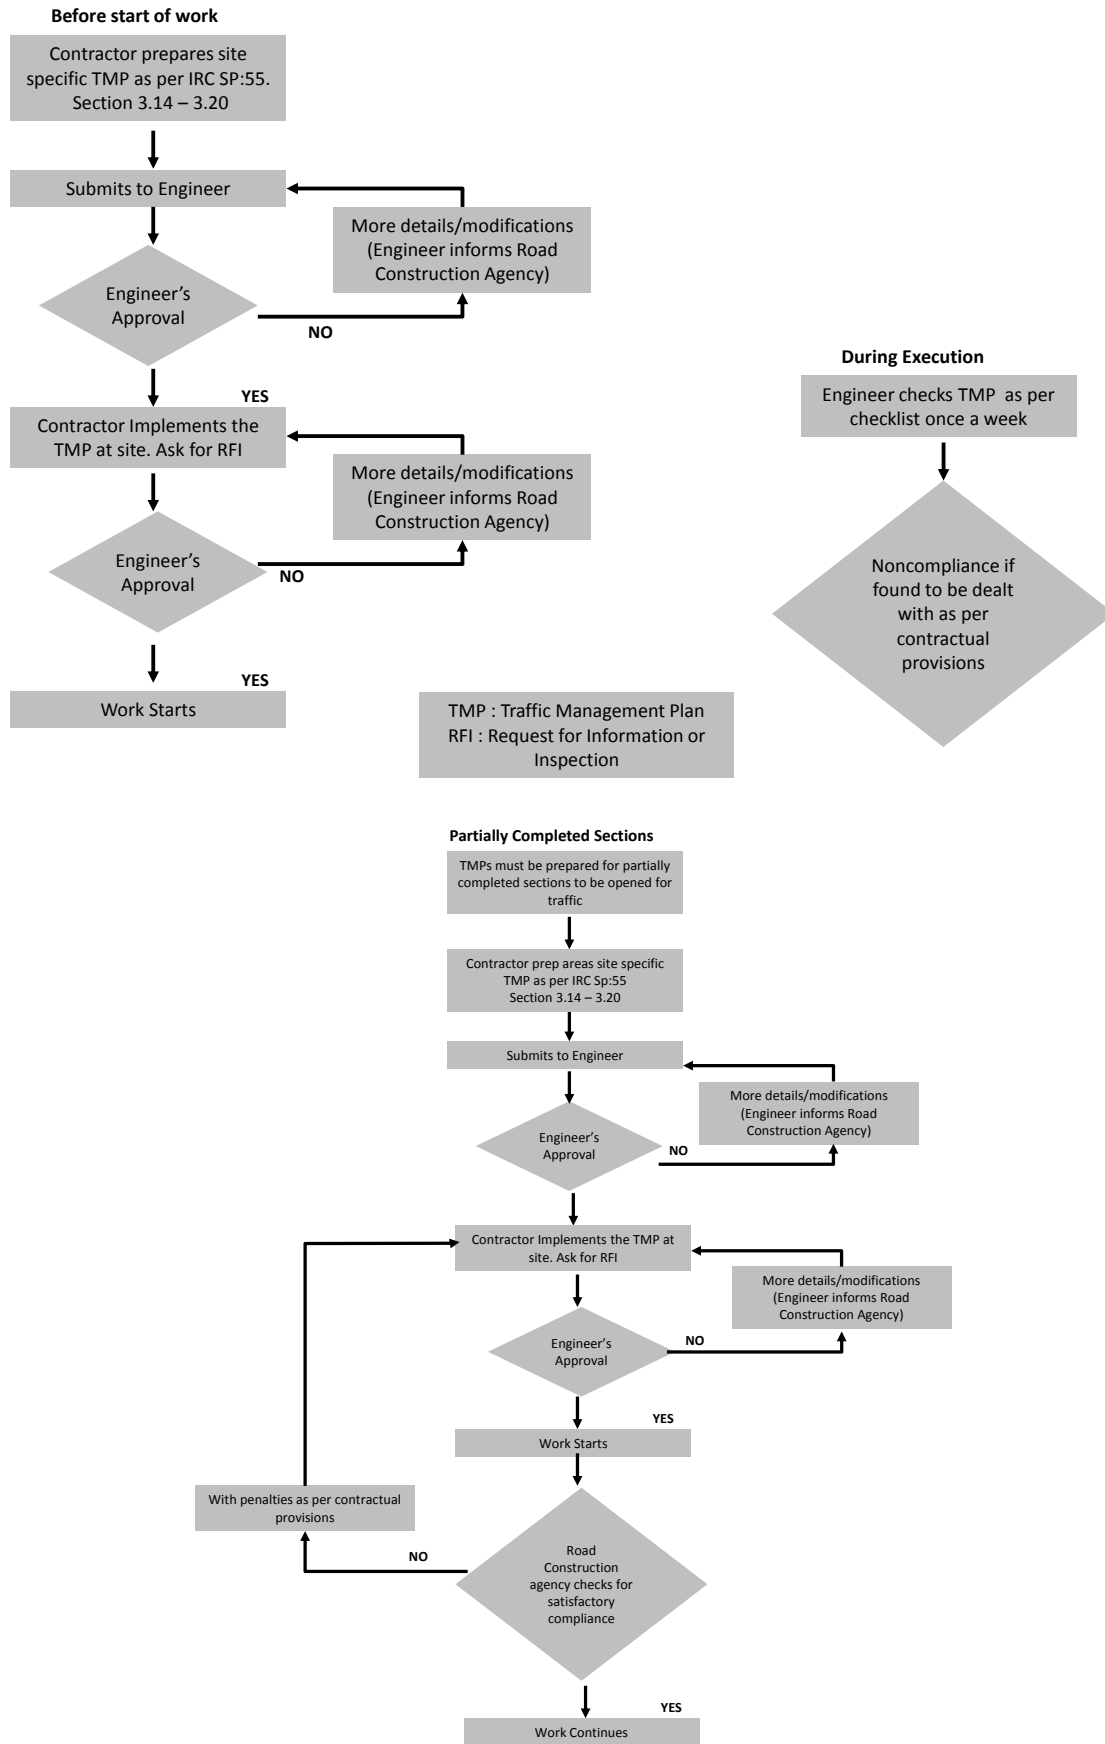 Before start of work
Contractor prepares site
specific TMP as per IRC SP:55.
Section 3.14 – 3.20
Submits to Engineer
More details/modifications
(Engineer informs Road
Construction Agency)
Engineer's
Approval
NO
YES
Contractor Implements the
TMP at site. Ask for RFI
More details/modifications
(Engineer informs Road
Construction Agency)
Engineer's
Approval
NO
YES
Work Starts
During Execution
Engineer checks TMP as per
checklist once a week
Noncompliance if
found to be dealt
with as per
contractual
provisions
TMP : Traffic Management Plan
RFI : Request for Information or
Inspection
Partially Completed Sections
TMPs must be prepared for partially
completed sections to be opened for
traffic
Contractor prep areas site specific
TMP as per IRC Sp:55
Section 3.14 – 3.20
Submits to Engineer
More details/modifications
(Engineer informs Road
Construction Agency)
Engineer's
Approval
NO
Contractor Implements the TMP at
site. Ask for RFI
More details/modifications
(Engineer informs Road
Construction Agency)
Engineer's
Approval
NO
YES
Work Starts
With penalties as per contractual
provisions
NO
Road
Construction
agency checks for
satisfactory
compliance
YES
Work Continues